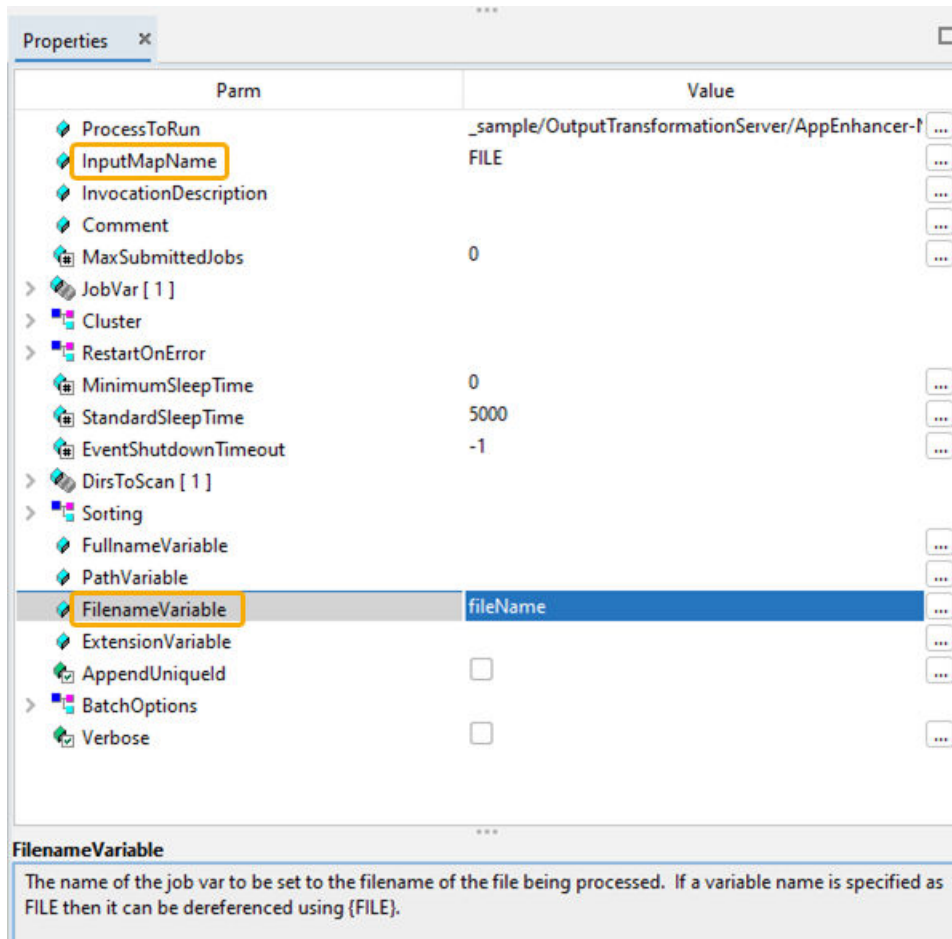 Properties
Parm Value
ProcessToRun _sample/OutputTransformationServer/AppEnhancer-N ...
InputMapName FILE ...
InvocationDescription ...
Comment ...
MaxSubmittedJobs 0 ...
JobVar [ 1 ]
Cluster
RestartOnError
MinimumSleepTime 0 ...
StandardSleepTime 5000 ...
EventShutdownTimeout -1 ...
DirsToScan [ 1 ]
Sorting
FullnameVariable ...
PathVariable ...
FilenameVariable fileName ...
ExtensionVariable ...
AppendUniqueId ...
BatchOptions
Verbose ...
FilenameVariable
The name of the job var to be set to the filename of the file being processed. If a variable name is specified as
FILE then it can be dereferenced using {FILE}.